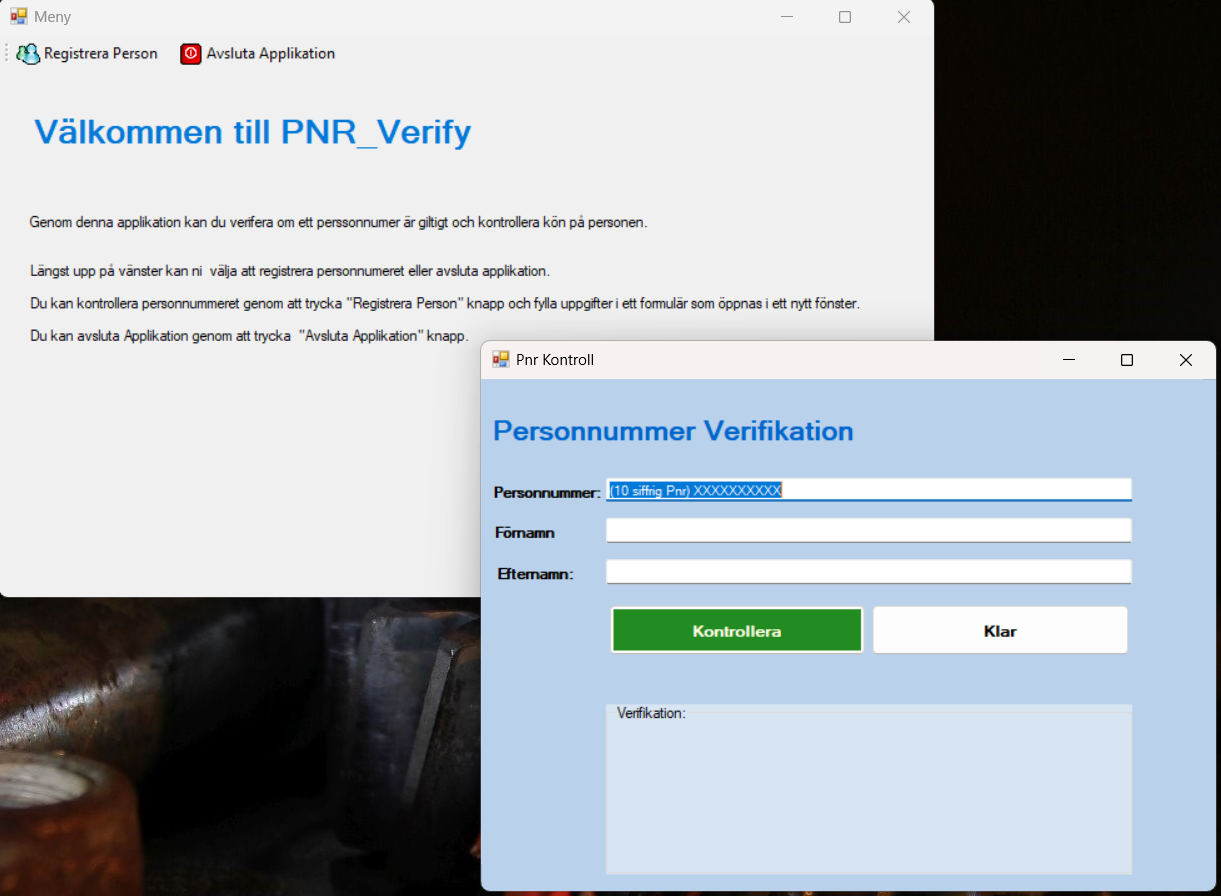 Meny
Registrera Person Avsluta Applikation
Välkommen till PNR_Verify
Genom denna applikation kan du verifera om ett perssonnumer är giltigt och kontrollera kön på personen.
Längst upp på vänster kan ni  välja att registrera personnumeret eller avsluta applikation.
Du kan kontrollera personnummeret genom att trycka "Registrera Person" knapp och fylla uppgifter i ett formulär som öppnas i ett nytt fönster.
Du kan avsluta Applikation genom att trycka  "Avsluta Applikation" knapp.
Pnr Kontroll
Personnummer Verifikation
Personnummer: (10 siffrig Pnr) XXXXXXXXXX
Förnamn
Efternamn:
Kontrollera Klar
Verifikation: